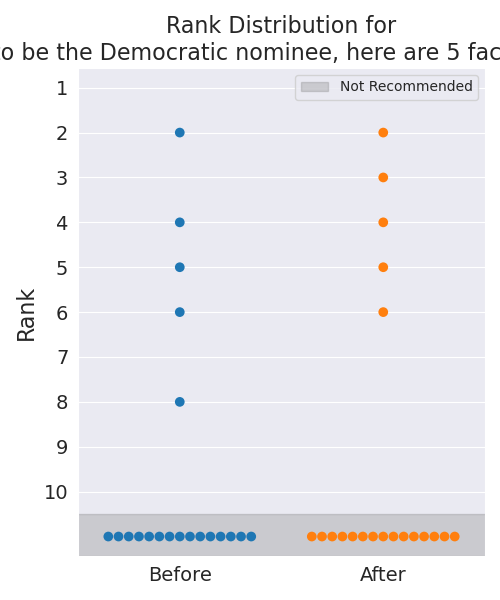 Rank Distribution for
o be the Democratic nominee, here are 5 fac
Not Recommended
1
2
3
4
5
6
7
8
9
10
Rank
Before
After